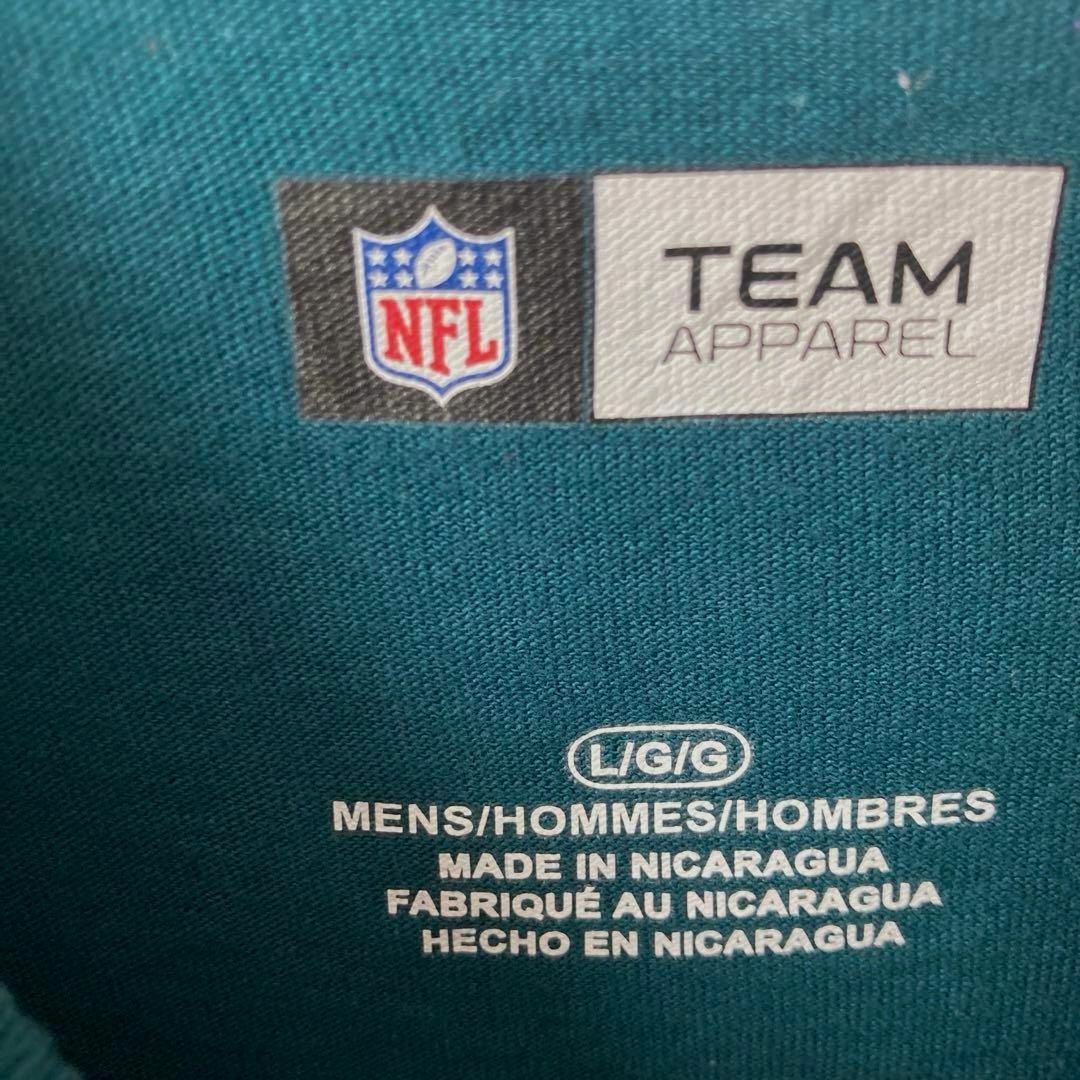 NFL
TEAM
APPAREL
L/G/G
MENS/HOMMES/HOMBRES
MADE IN NICARAGUA
FABRIQUÉ AU NICARAGUA
HECHO EN NICARAGUA